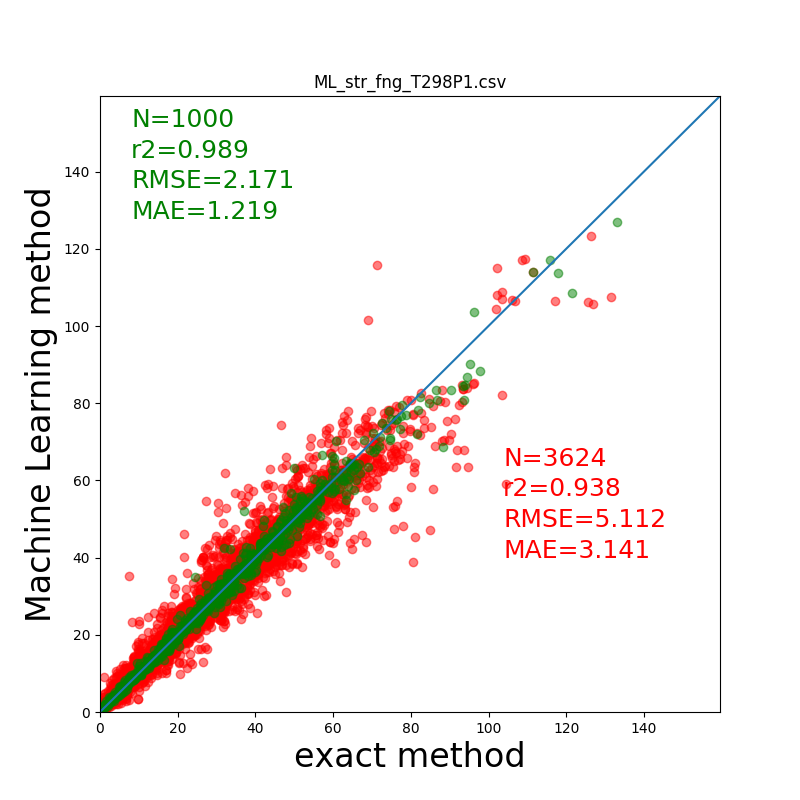 ML_str_fng_T298P1.csv
N=1000
r2=0.989
RMSE=2.171
MAE=1.219
N=3624
r2=0.938
RMSE=5.112
MAE=3.141
Machine Learning method
140
120
100
80
60
40
20
0
0 20 40 60 80 100 120 140
exact method